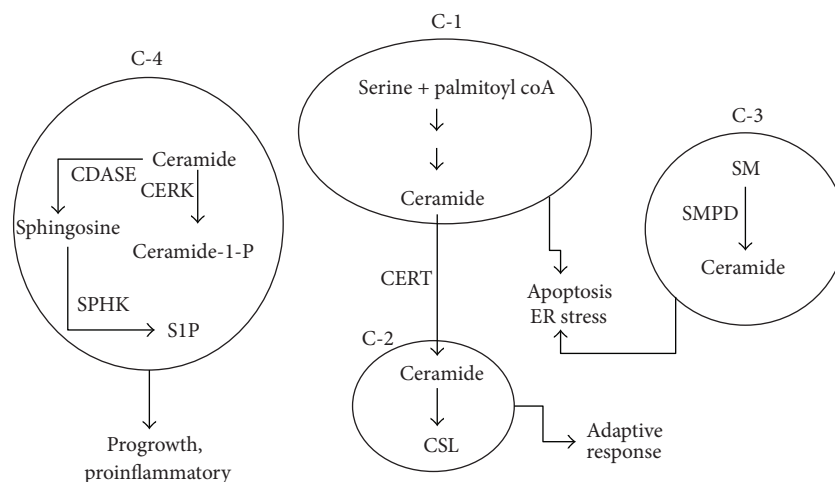 C-4
Ceramide
CDASE
CERK
Sphingosine
Ceramide-1-P
SPHK
S1P
Progrowth,
proinflammatory
C-1
Serine + palmitoyl coA
Ceramide
CERT
C-2
Ceramide
CSL
Adaptive
response
Apoptosis
ER stress
C-3
SM
SMPD
Ceramide